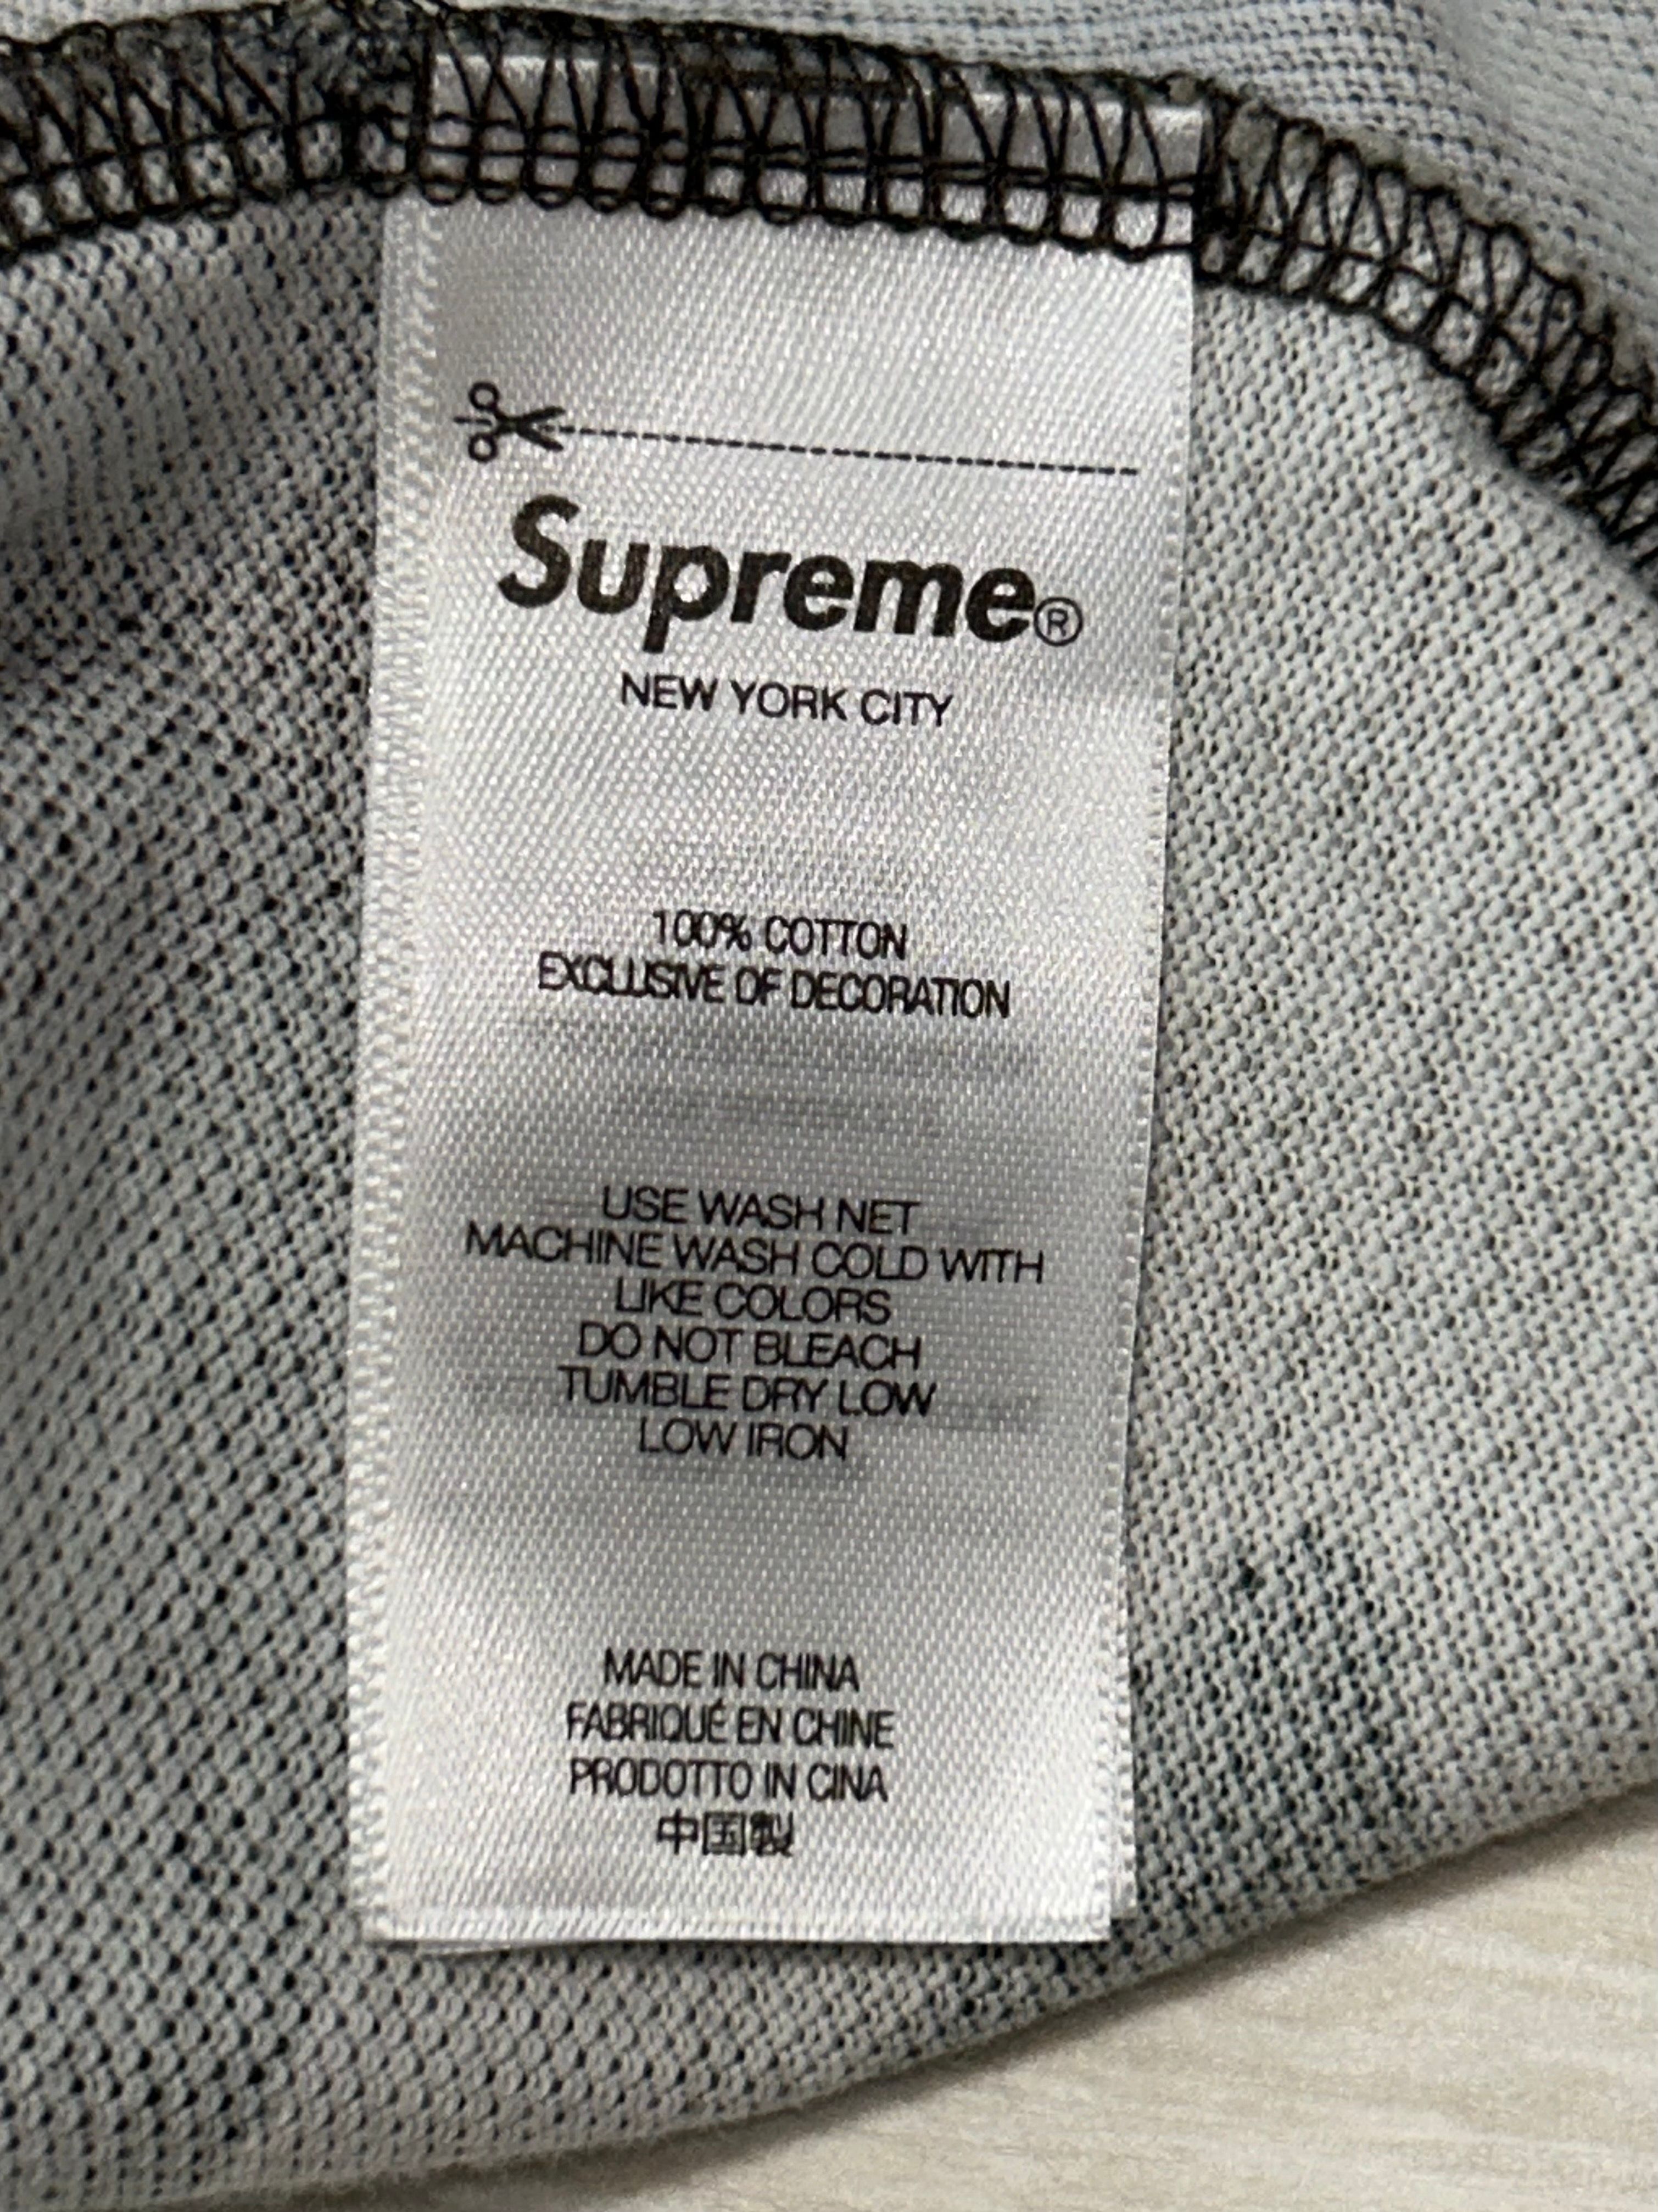 Supreme®
NEW YORK CITY
100% COTTON
EXCLUSIVE OF DECORATION
USE WASH NET
MACHINE WASH COLD WITH
LIKE COLORS
DO NOT BLEACH
TUMBLE DRY LOW
LOW IRON
MADE IN CHINA
FABRIQUÉ EN CHINE
PRODOTTO IN CINA
中国製